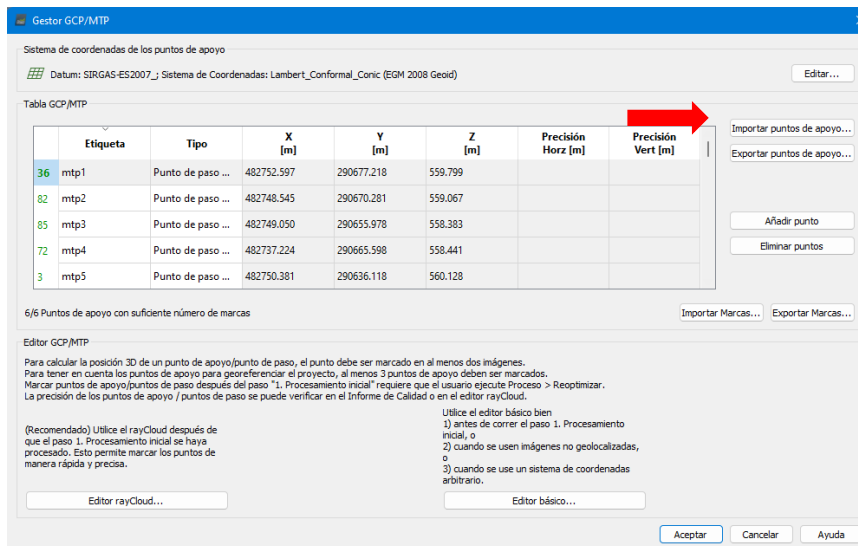 Gestor GCP/MTP
Sistema de coordenadas de los puntos de apoyo
Datum: SIRGAS-ES2007_; Sistema de Coordenadas: Lambert_Conformal_Conic (EGM 2008 Geoid)
Editar...
Tabla GCP/MTP
Etiqueta Tipo X [m] Y [m] Z [m] Precisión Horz [m] Precisión Vert [m]
36 mtp1 Punto de paso ... 482752.597 290677.218 559.799
82 mtp2 Punto de paso ... 482748.545 290670.281 559.067
85 mtp3 Punto de paso ... 482749.050 290655.978 558.383
72 mtp4 Punto de paso ... 482737.224 290665.598 558.441
3 mtp5 Punto de paso ... 482750.381 290636.118 560.128
Importar puntos de apoyo...
Exportar puntos de apoyo...
Añadir punto
Eliminar puntos
6/6 Puntos de apoyo con suficiente número de marcas
Importar Marcas... Exportar Marcas...
Editor GCP/MTP
Para calcular la posición 3D de un punto de apoyo/punto de paso, el punto debe ser marcado en al menos dos imágenes.
Para tener en cuenta los puntos de apoyo para georeferenciar el proyecto, al menos 3 puntos de apoyo deben ser marcados.
Marcar puntos de apoyo/puntos de paso después del paso "1. Procesamiento inicial" requiere que el usuario ejecute Proceso > Reoptimizar.
La precisión de los puntos de apoyo / puntos de paso se puede verificar en el Informe de Calidad o en el editor rayCloud.
(Recomendado) Utilice el rayCloud después de
que el paso 1. Procesamiento inicial se haya
procesado. Esto permite marcar los puntos de
manera rápida y precisa.
Editor rayCloud...
Utilice el editor básico bien
1) antes de correr el paso 1. Procesamiento
inicial, o
2) cuando se usen imágenes no geolocalizadas,
o
3) cuando se use un sistema de coordenadas
arbitrario.
Editor básico...
Aceptar Cancelar Ayuda